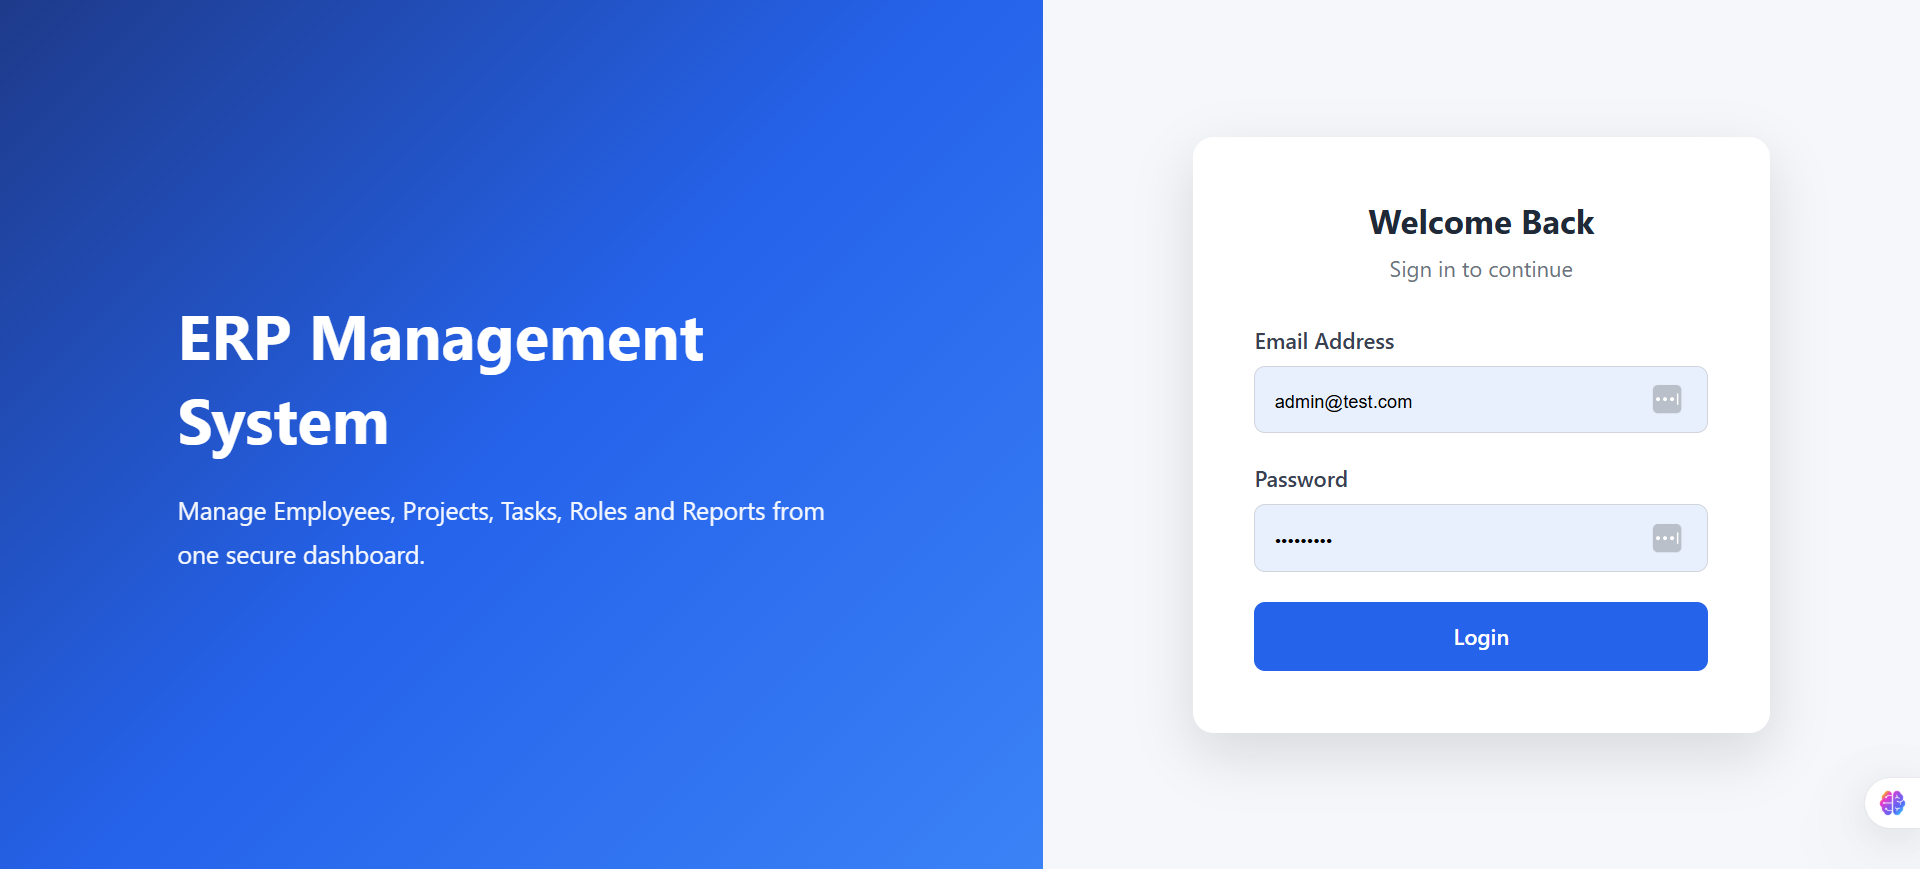 ERP Management
System
Manage Employees, Projects, Tasks, Roles and Reports from
one secure dashboard.
Welcome Back
Sign in to continue
Email Address
admin@test.com
Password
•••••••••
Login